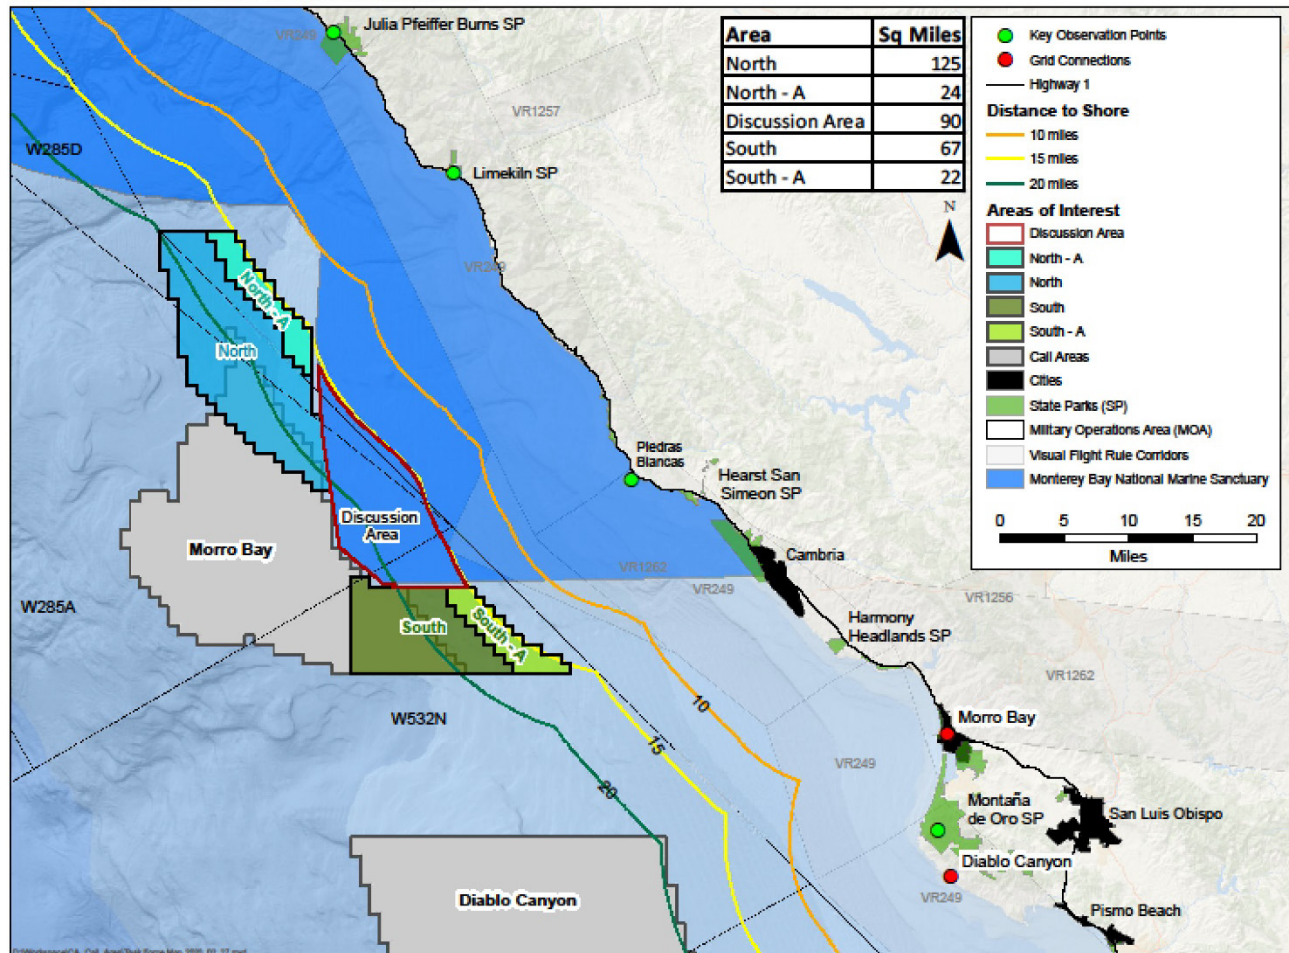 Julia Pfeiffer Burns SP
VR249
VR1257
W285D
Limekiln SP
VR249
Area Sq Miles
North 125
North - A 24
Discussion Area 90
South 67
South - A 22
N
Key Observation Points
Grid Connections
Highway 1
Distance to Shore
10 miles
15 miles
20 miles
Areas of Interest
Discussion Area
North - A
North
South
South - A
Call Areas
Cities
State Parks (SP)
Military Operations Area (MOA)
Visual Flight Rule Corridors
Monterey Bay National Marine Sanctuary
0 5 10 15 20
Miles
North - A
North
Piedras
Blancas
Hearst San
Simeon SP
Discussion
Area
Morro Bay
Cambria
VR1262
VR249
VR1256
W285A
South
South - A
Harmony
Headlands SP
VR1262
10
15
20
W532N
Morro Bay
VR249
Montaña
de Oro SP
San Luis Obispo
Diablo Canyon
VR249
Diablo Canyon
Pismo Beach